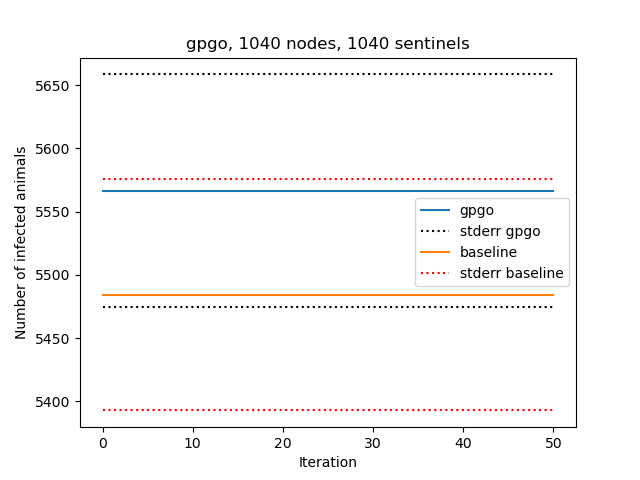 gpgo, 1040 nodes, 1040 sentinels
Number of infected animals
5650
5600
5550
5500
5450
5400
gpgo
stderr gpgo
baseline
stderr baseline
0 10 20 30 40 50
Iteration